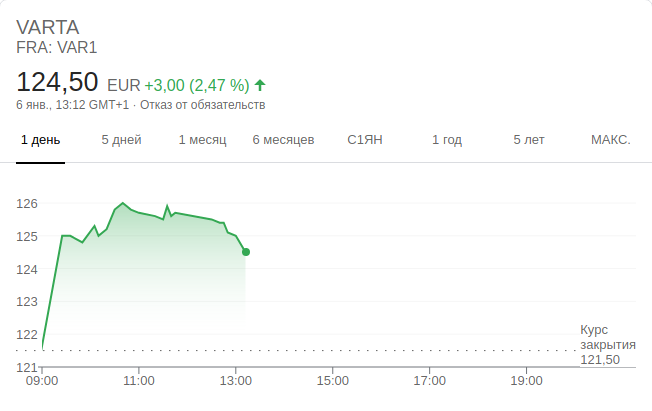 VARTA
FRA: VAR1
124,50 EUR +3,00 (2,47 %)
6 янв., 13:12 GMT+1 · Отказ от обязательств
1 день 5 дней 1 месяц 6 месяцев С1ЯН 1 год 5 лет МАКС.
126
125
124
123
122
121
Курс
закрытия
121,50
09:00 11:00 13:00 15:00 17:00 19:00